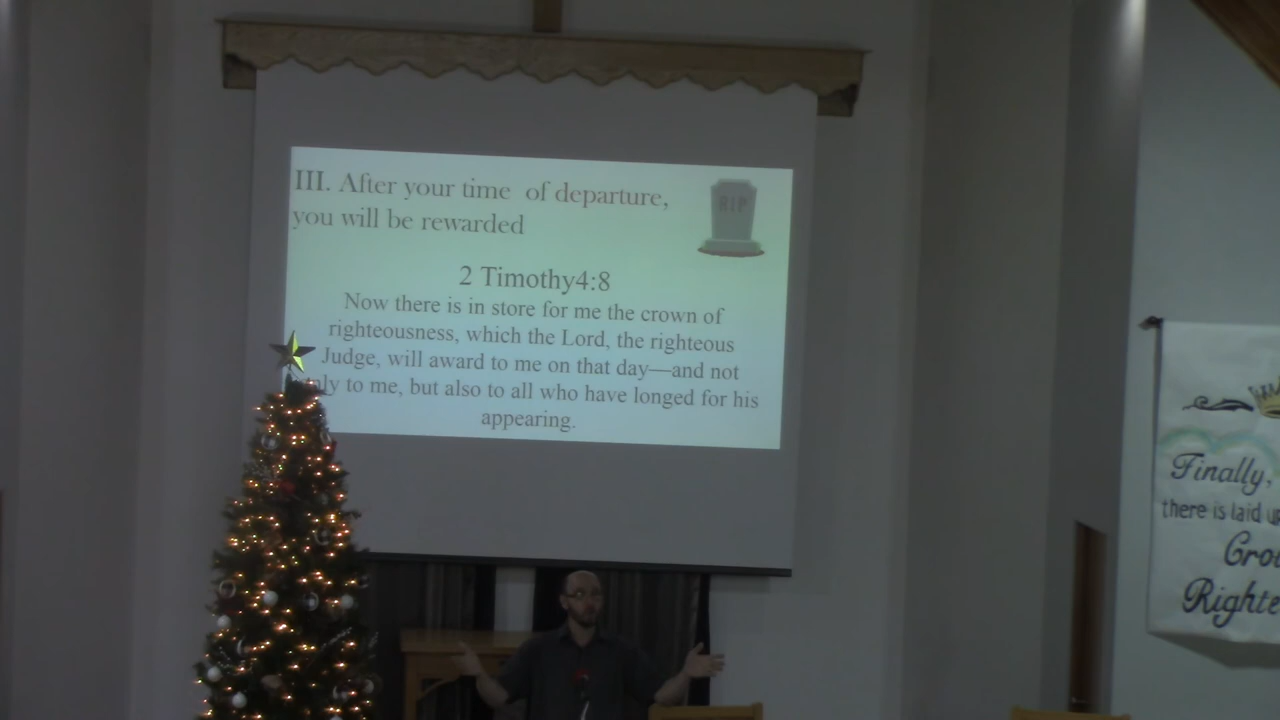 III. After your time of departure,
you will be rewarded
RIP
2 Timothy4:8
Now there is in store for me the crown of
righteousness, which the Lord, the righteous
Judge, will award to me on that day—and not
to me, but also to all who have longed for his
appearing.
Finally,
there is laid